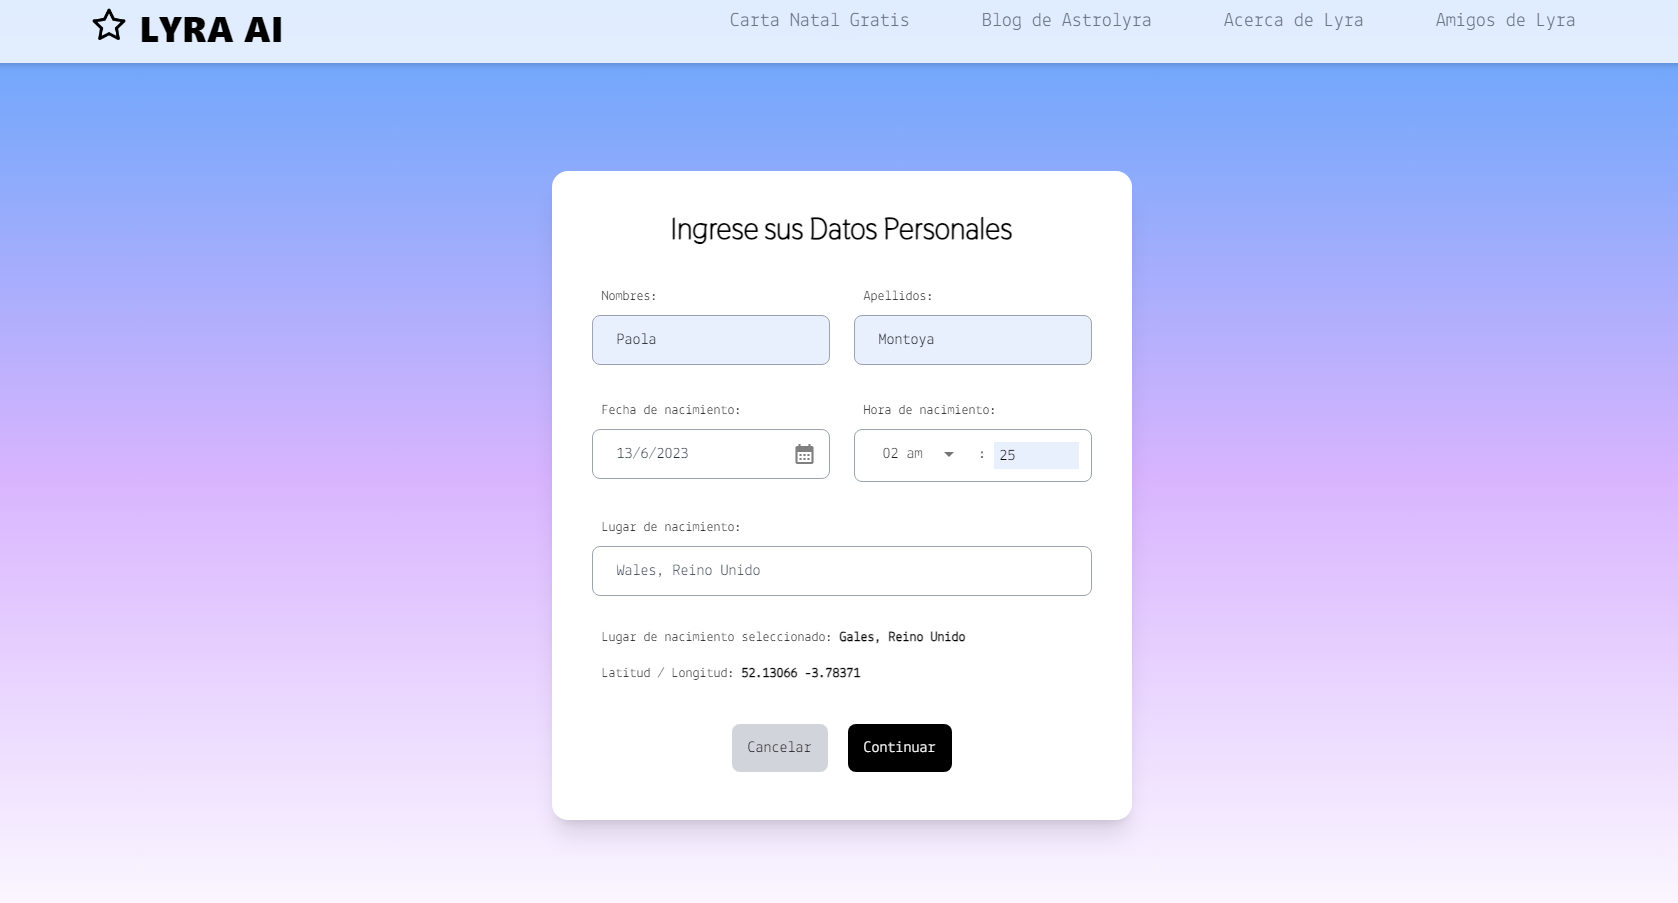 LYRA AI
Carta Natal Gratis Blog de Astrolyra Acerca de Lyra Amigos de Lyra
Ingrese sus Datos Personales
Nombres: Apellidos:
Paola Montoya
Fecha de nacimiento: Hora de nacimiento:
13/6/2023 02 am : 25
Lugar de nacimiento:
Wales, Reino Unido
Lugar de nacimiento seleccionado: Gales, Reino Unido
Latitud / Longitud: 52.13066 -3.78371
Cancelar Continuar